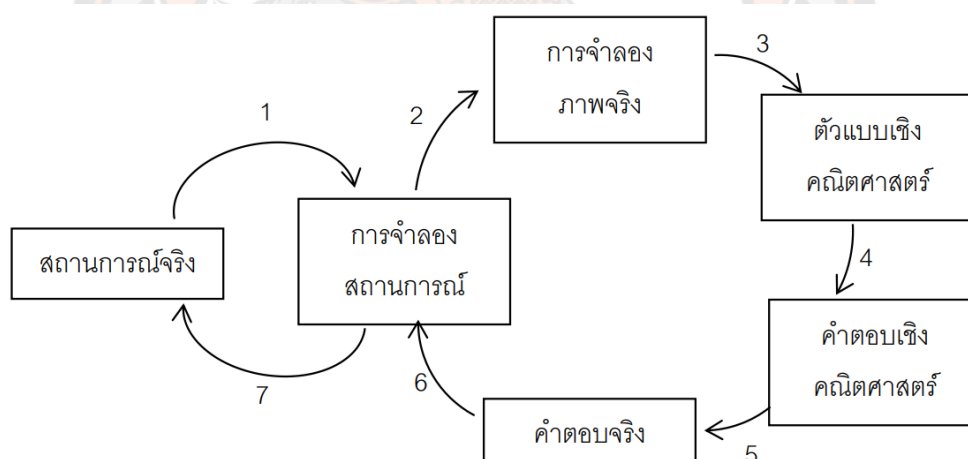 การจำลอง
ภาพจริง
3
1
2
ตัวแบบเชิง
คณิตศาสตร์
สถานการณ์จริง
การจำลอง
สถานการณ์
4
คำตอบเชิง
คณิตศาสตร์
7
6
คำตอบจริง
5